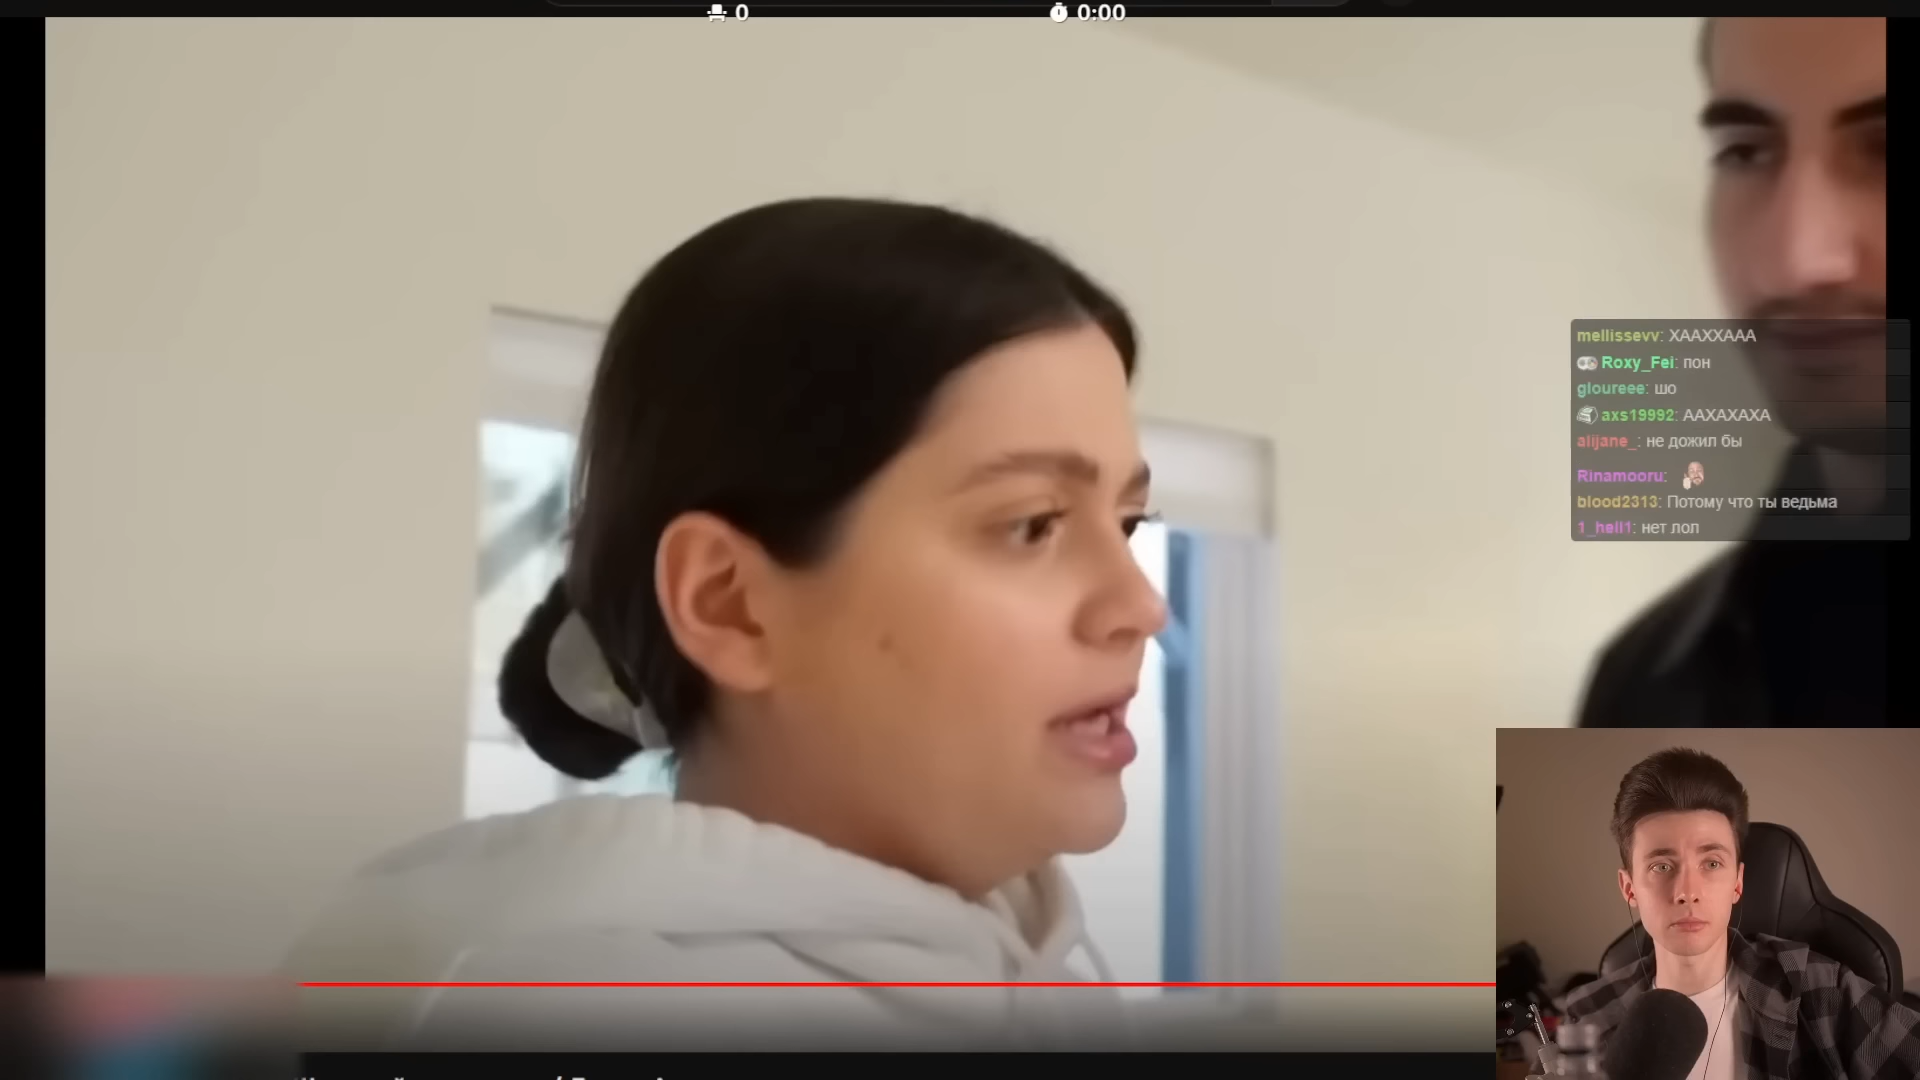 0
0:00
mellissevv: ХААХХААА
Roxy_Fei: пон
gloureee: шо
axs19992: ААХАХАХА
alijane_: не дожил бы
Rinamooru:
blood2313: Потому что ты ведьма
1_hell1: нет лол